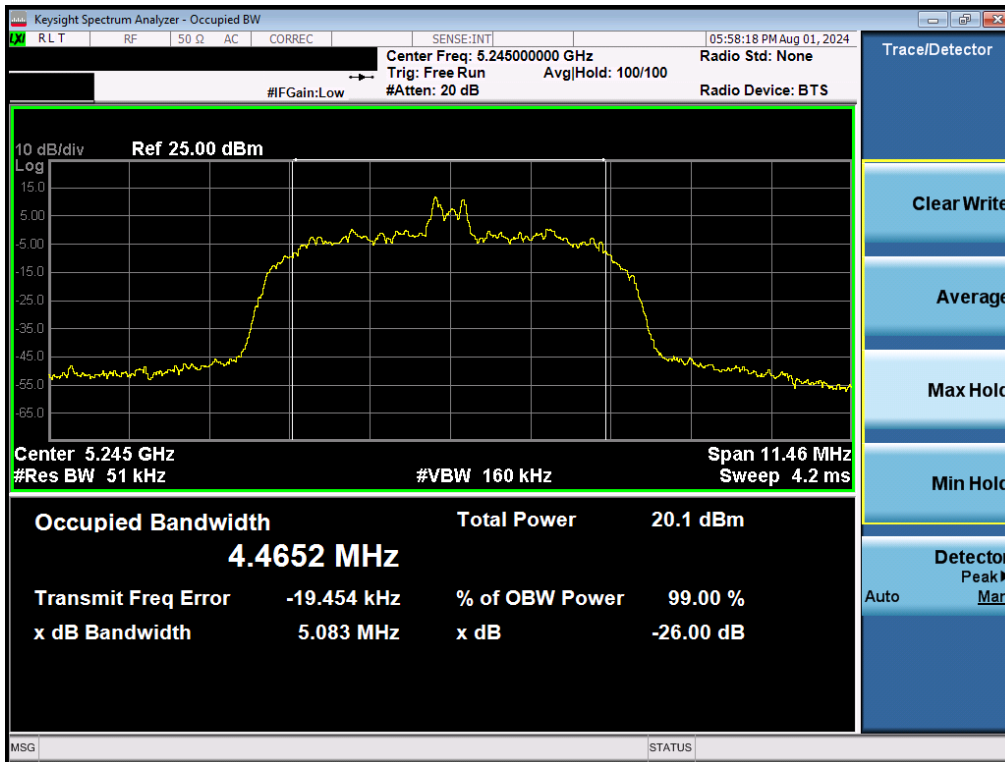 Keysight Spectrum Analyzer - Occupied BW
LXI RLT RF 50 Ω AC CORREC SENSE:INT 05:58:18 PM Aug 01, 2024
Center Freq: 5.245000000 GHz Radio Std: None
Trig: Free Run Avg|Hold: 100/100
#IFGain:Low #Atten: 20 dB Radio Device: BTS
10 dB/div Ref 25.00 dBm
Log
15.0
5.00
-5.00
-15.0
-25.0
-35.0
-45.0
-55.0
-65.0
Center 5.245 GHz Span 11.46 MHz
#Res BW 51 kHz #VBW 160 kHz Sweep 4.2 ms
Occupied Bandwidth Total Power 20.1 dBm
4.4652 MHz
Transmit Freq Error -19.454 kHz % of OBW Power 99.00 %
x dB Bandwidth 5.083 MHz x dB -26.00 dB
Trace/Detector
Clear Write
Average
Max Hold
Min Hold
Detector
Peak
Auto Man
MSG STATUS